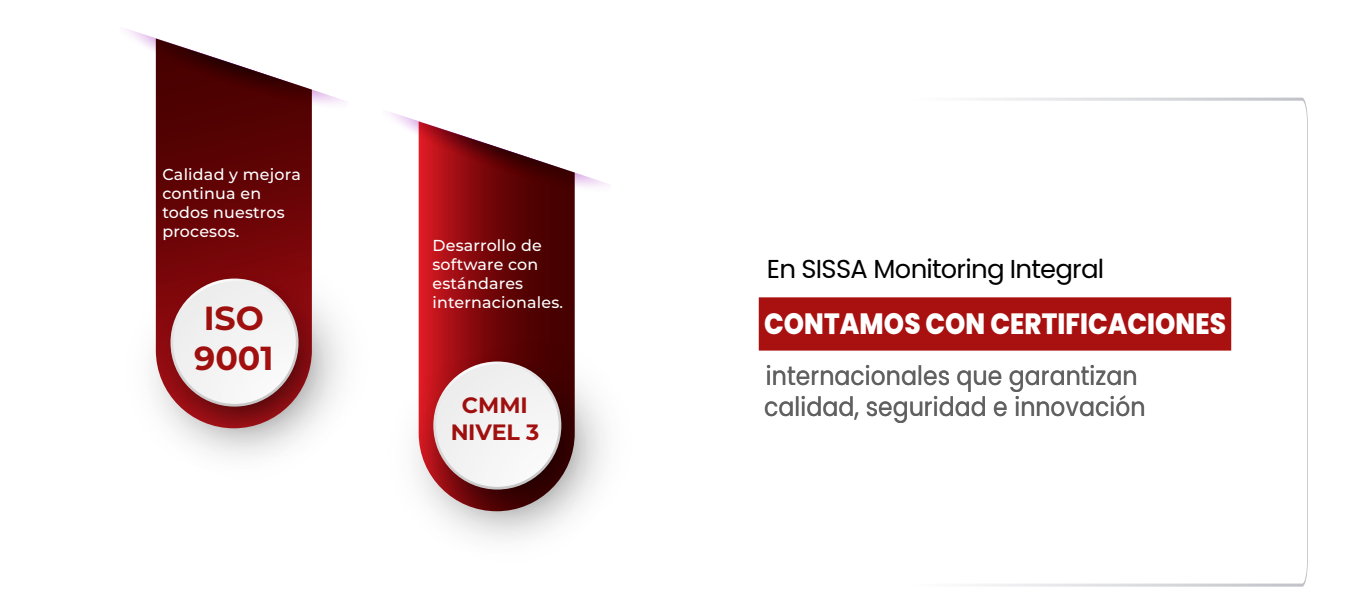 Calidad y mejora
continua en
todos nuestros
procesos.
ISO
9001
Desarrollo de
software con
estándares
internacionales.
CMMI
NIVEL 3
En SISSA Monitoring Integral
CONTAMOS CON CERTIFICACIONES
internacionales que garantizan
calidad, seguridad e innovación